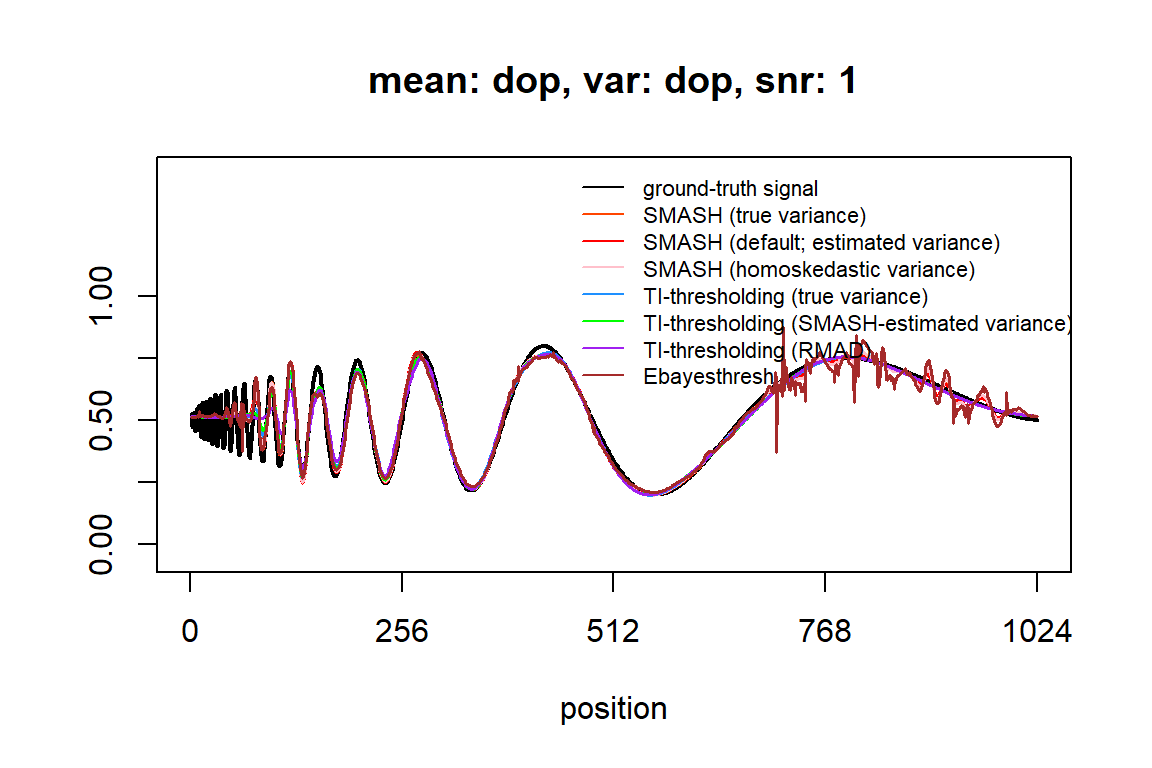 mean: dop, var: dop, snr: 1
ground-truth signal
SMASH (true variance)
SMASH (default; estimated variance)
SMASH (homoskedastic variance)
TI-thresholding (true variance)
TI-thresholding (SMASH-estimated variance)
TI-thresholding (RMAD)
Ebayesthresh
1.00
0.50
0.00
0 256 512 768 1024
position